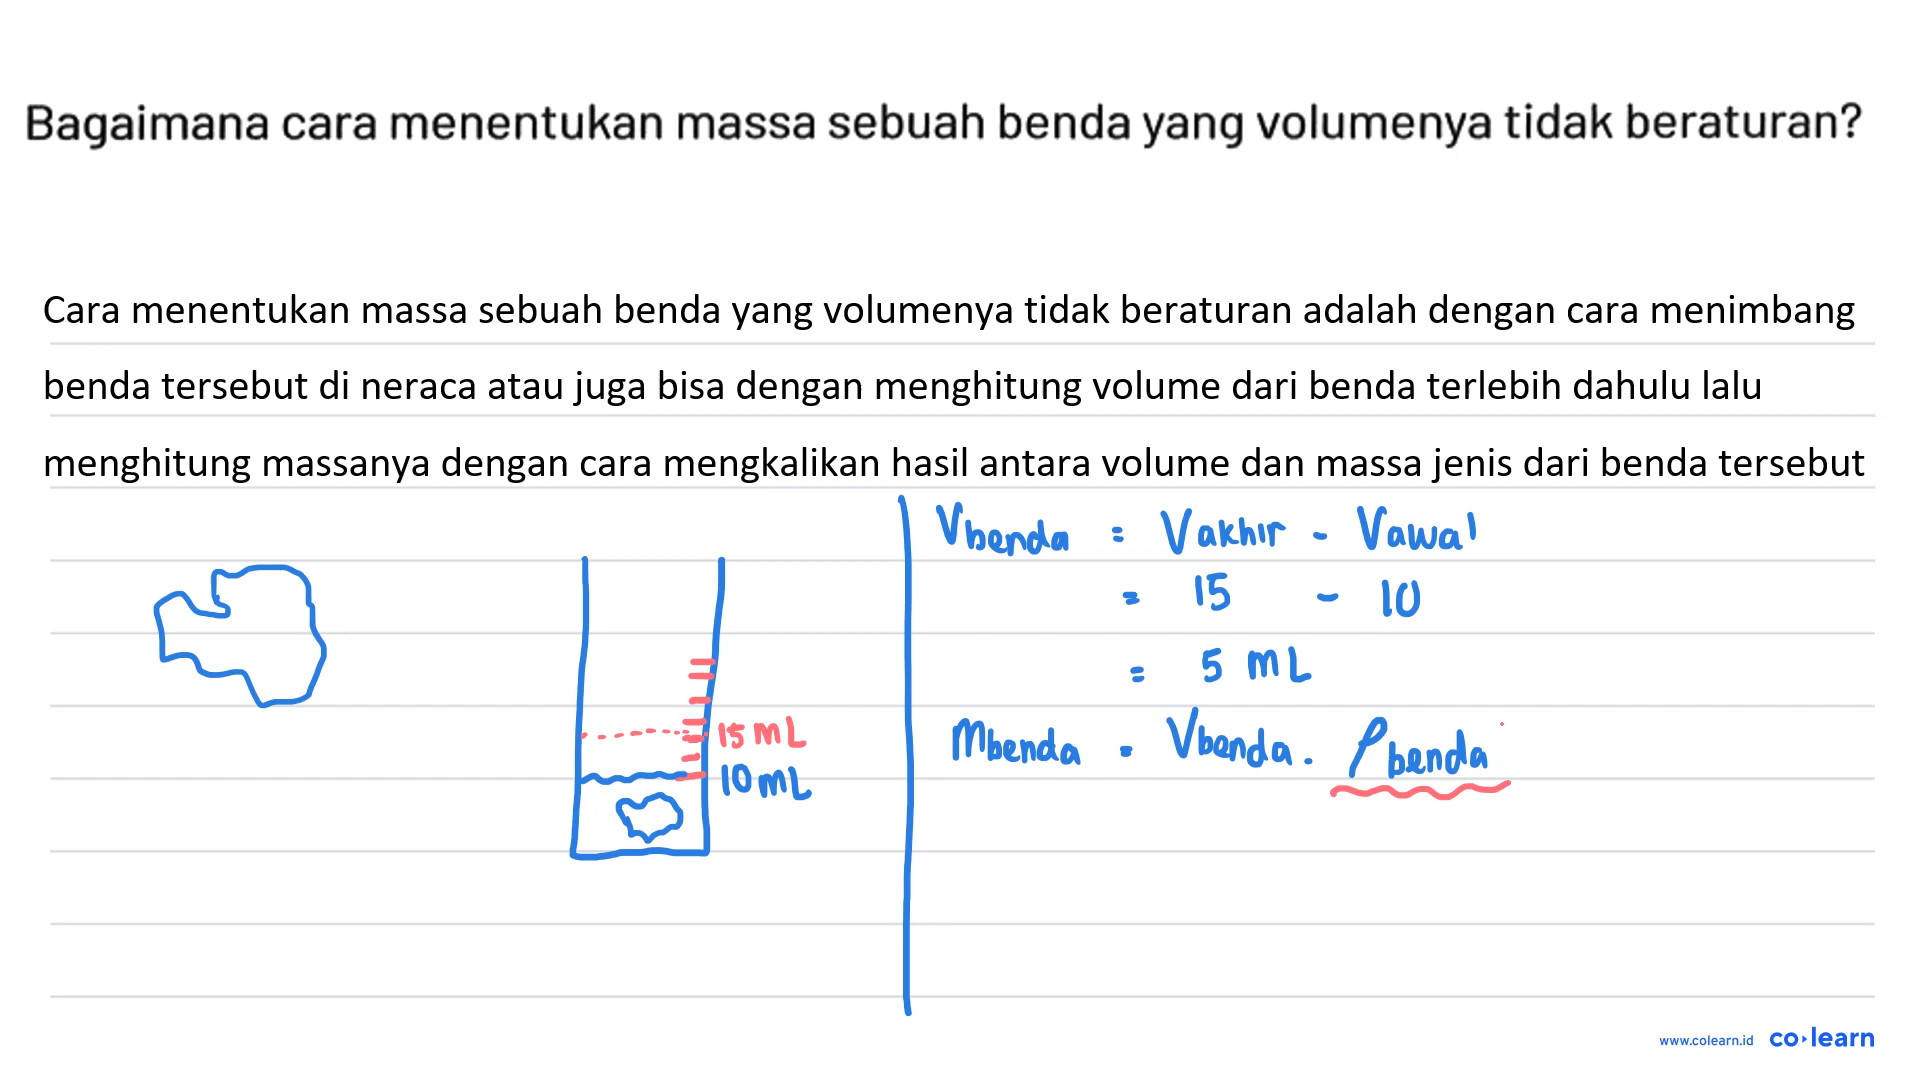 Bagaimana cara menentukan massa sebuah benda yang volumenya tidak beraturan?
Cara menentukan massa sebuah benda yang volumenya tidak beraturan adalah dengan cara menimbang
benda tersebut di neraca atau juga bisa dengan menghitung volume dari benda terlebih dahulu lalu
menghitung massanya dengan cara mengkalikan hasil antara volume dan massa jenis dari benda tersebut
15 mL
10 mL
Vbenda = Vakhir - Vawal
= 15 - 10
= 5 mL
Mbenda = Vbenda . ρbenda
www.colearn.id co learn